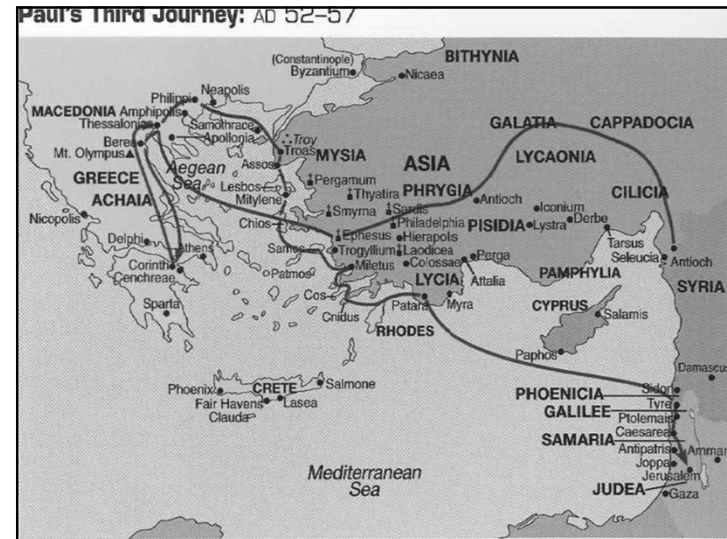 Paul's Third Journey: AD 52–57
(Constantinople)
Byzantium
BITHYNIA
Nicaea
Neapolis
Philippi
MACEDONIA
Amphipolis
Thessalonica
Samothrace
Apollonia
GALATIA
CAPPADOCIA
Berea
Mt. Olympus
Troy
Troas
MYSIA
ASIA
LYCAONIA
Aegean
Sea
Assos
GREECE
ACHAIA
Pergamum
PHRYGIA
Lesbos
Mitylene
Thyatira
Antioch
CILICIA
Iconium
Nicopolis
Smyrna
Sardis
Derbe
Chios
Philadelphia
PISIDIA
Lystra
Delphi
Athens
Ephesus
Hierapolis
Tarsus
Samos
Trogyllium
Laodicea
Perga
Seleucia
Corinth
Patmos
Miletus
Colossae
Antioch
Cenchreae
LYCIA
Attalia
PAMPHYLIA
SYRIA
Sparta
Cos
Patara
Myra
CYPRUS
Salamis
Cnidus
RHODES
Paphos
Damascus
Phoenix
CRETE
Salmone
Sidon
PHOENICIA
Tyre
Fair Havens
Lasea
GALILEE
Clauda
Ptolemais
Caesarea
SAMARIA
Antipatris
Amman
Joppa
Mediterranean
Sea
Jerusalem
JUDEA
Gaza